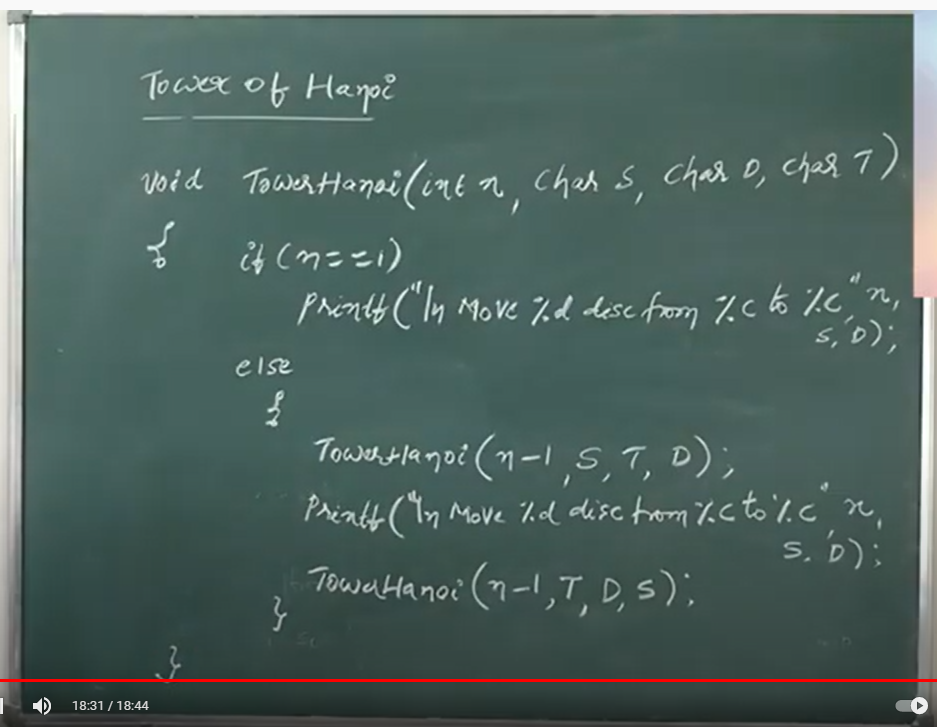 Tower of Hanoi
void TowerHanoi(int n, char S, char D, char T)
{ if (n==1)
printf("\n Move %d disc from %c to %c", n,
S, D);
else
{
TowerHanoi(n-1, S, T, D);
Printf("\n Move %d disc from %c to %c", n,
S, D);
TowerHanoi(n-1, T, D, S);
}
}
18:31 / 18:44